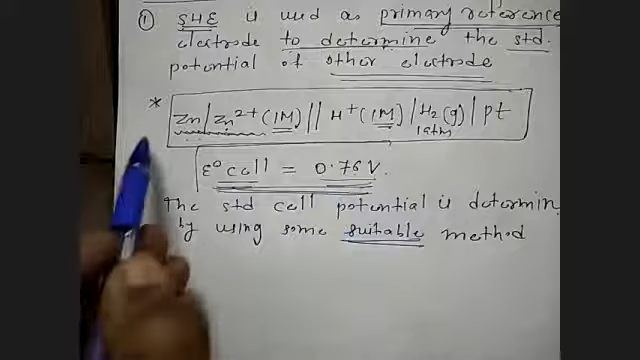 ① SHE is used as primary reference
electrode to determine the std.
potential of other electrode
* Zn | Zn2+ (1M) || H+ (1M) | H2 (g) | pt
1atm
E° cell = 0.76 V.
The std cell potential is determin
by using some suitable method